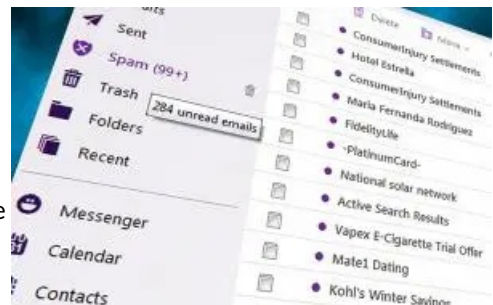 Sent
Spam (99+)
Trash
284 unread emails
Folders
Recent
Messenger
Calendar
Contacts
Delete
Move
ConsumerInjury Settlements
Hotel Estrella
ConsumerInjury Settlements
Maria Fernanda Rodriguez
FidelityLife
-PlatinumCard-
National solar network
Active Search Results
Vapex E-Cigarette Trial Offer
Mate1 Dating
Kohl's Winter Savings